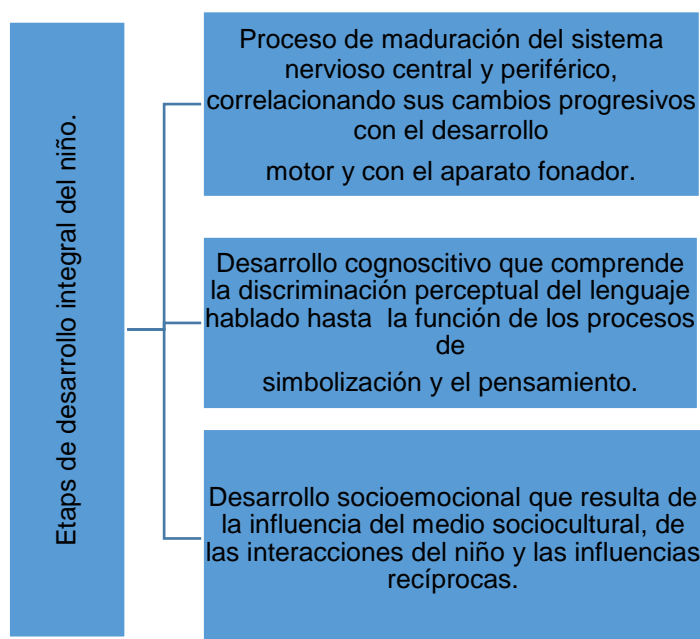 Etaps de desarrollo integral del niño.
Proceso de maduración del sistema
nervioso central y periférico,
correlacionando sus cambios progresivos
con el desarrollo
motor y con el aparato fonador.
Desarrollo cognoscitivo que comprende
la discriminación perceptual del lenguaje
hablado hasta la función de los procesos
de
simbolización y el pensamiento.
Desarrollo socioemocional que resulta de
la influencia del medio sociocultural, de
las interacciones del niño y las influencias
recíprocas.